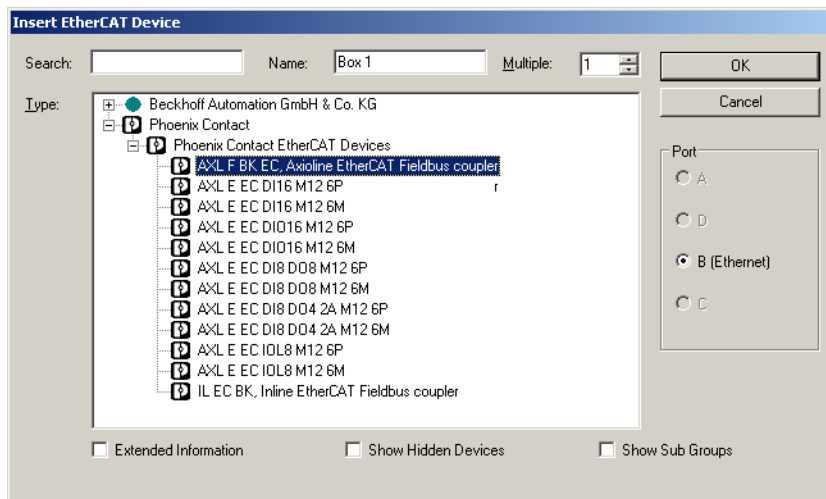 Insert EtherCAT Device
Search: Name: Box 1 Multiple: 1 OK
Type: Beckhoff Automation GmbH & Co. KG Cancel
Phoenix Contact
Phoenix Contact EtherCAT Devices Port
AXL F BK EC, Axioline EtherCAT Fieldbus coupler A
AXL E EC DI16 M12 6P r
AXL E EC DI16 M12 6M
AXL E EC DIO16 M12 6P D
AXL E EC DIO16 M12 6M
AXL E EC DI8 DO8 M12 6P B (Ethernet)
AXL E EC DI8 DO8 M12 6M
AXL E EC DI8 DO4 2A M12 6P C
AXL E EC DI8 DO4 2A M12 6M
AXL E EC IOL8 M12 6P
AXL E EC IOL8 M12 6M
IL EC BK, Inline EtherCAT Fieldbus coupler
Extended Information Show Hidden Devices Show Sub Groups